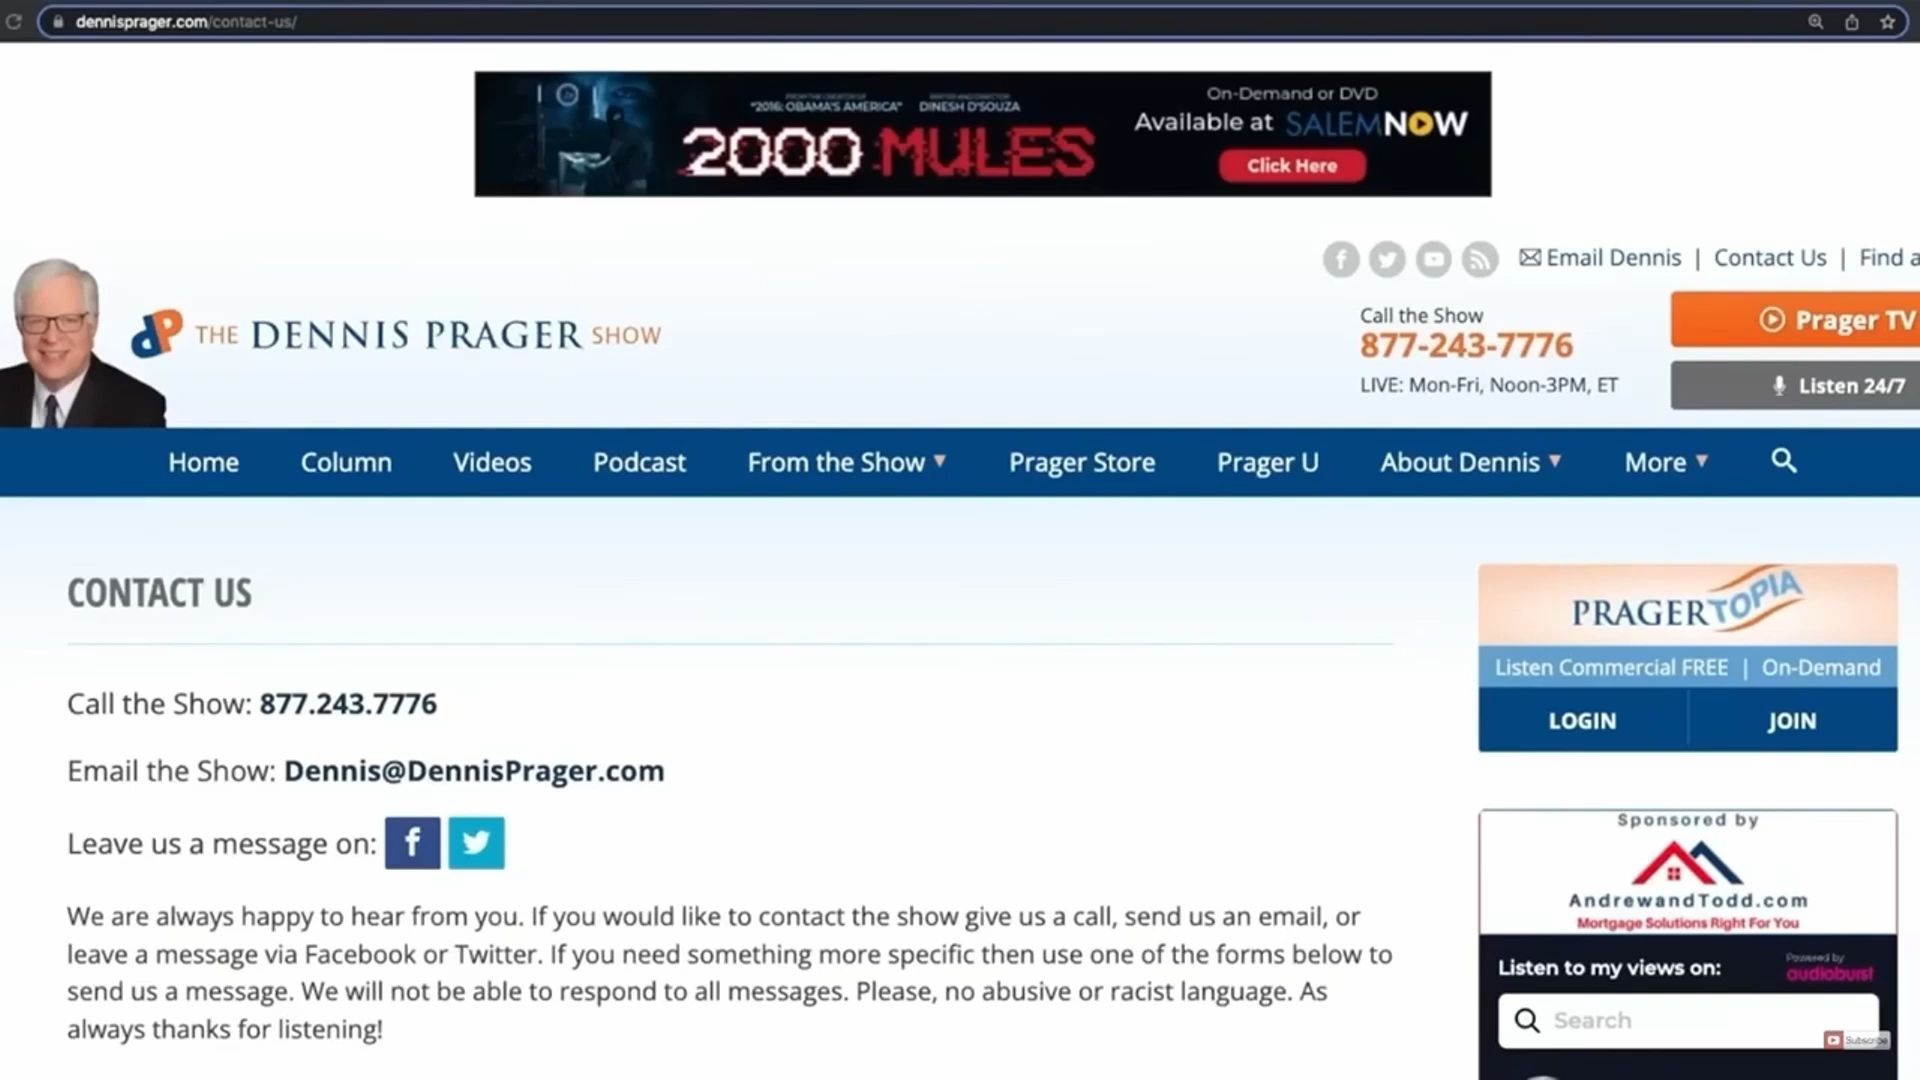 dennisprager.com/contact-us/
"2016: OBAMA'S AMERICA" DINESH D'SOUZA
2000 MULES
On-Demand or DVD
Available at SALEMNOW
Click Here
Email Dennis | Contact Us | Find a
Call the Show
877-243-7776
LIVE: Mon-Fri, Noon-3PM, ET
Prager TV
Listen 24/7
dP THE DENNIS PRAGER SHOW
Home Column Videos Podcast From the Show Prager Store Prager U About Dennis More
CONTACT US
Call the Show: 877.243.7776
Email the Show: Dennis@DennisPrager.com
Leave us a message on:
We are always happy to hear from you. If you would like to contact the show give us a call, send us an email, or
leave a message via Facebook or Twitter. If you need something more specific then use one of the forms below to
send us a message. We will not be able to respond to all messages. Please, no abusive or racist language. As
always thanks for listening!
PRAGERTOPIA
Listen Commercial FREE | On-Demand
LOGIN JOIN
Sponsored by
AndrewandTodd.com
Mortgage Solutions Right For You
Listen to my views on:
Powered by
audioburst
Search
Subscribe